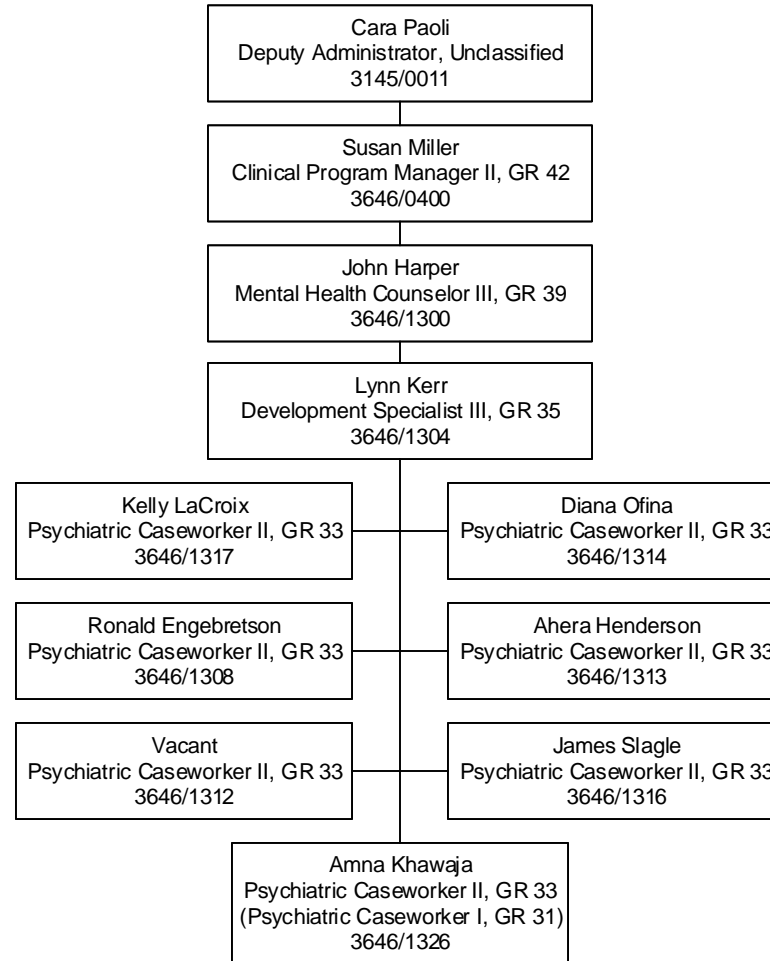 Cara Paoli
Deputy Administrator, Unclassified
3145/0011
Susan Miller
Clinical Program Manager II, GR 42
3646/0400
John Harper
Mental Health Counselor III, GR 39
3646/1300
Lynn Kerr
Development Specialist III, GR 35
3646/1304
Kelly LaCroix
Psychiatric Caseworker II, GR 33
3646/1317
Diana Ofina
Psychiatric Caseworker II, GR 33
3646/1314
Ronald Engebretson
Psychiatric Caseworker II, GR 33
3646/1308
Ahera Henderson
Psychiatric Caseworker II, GR 33
3646/1313
Vacant
Psychiatric Caseworker II, GR 33
3646/1312
James Slagle
Psychiatric Caseworker II, GR 33
3646/1316
Amna Khawaja
Psychiatric Caseworker II, GR 33
(Psychiatric Caseworker I, GR 31)
3646/1326